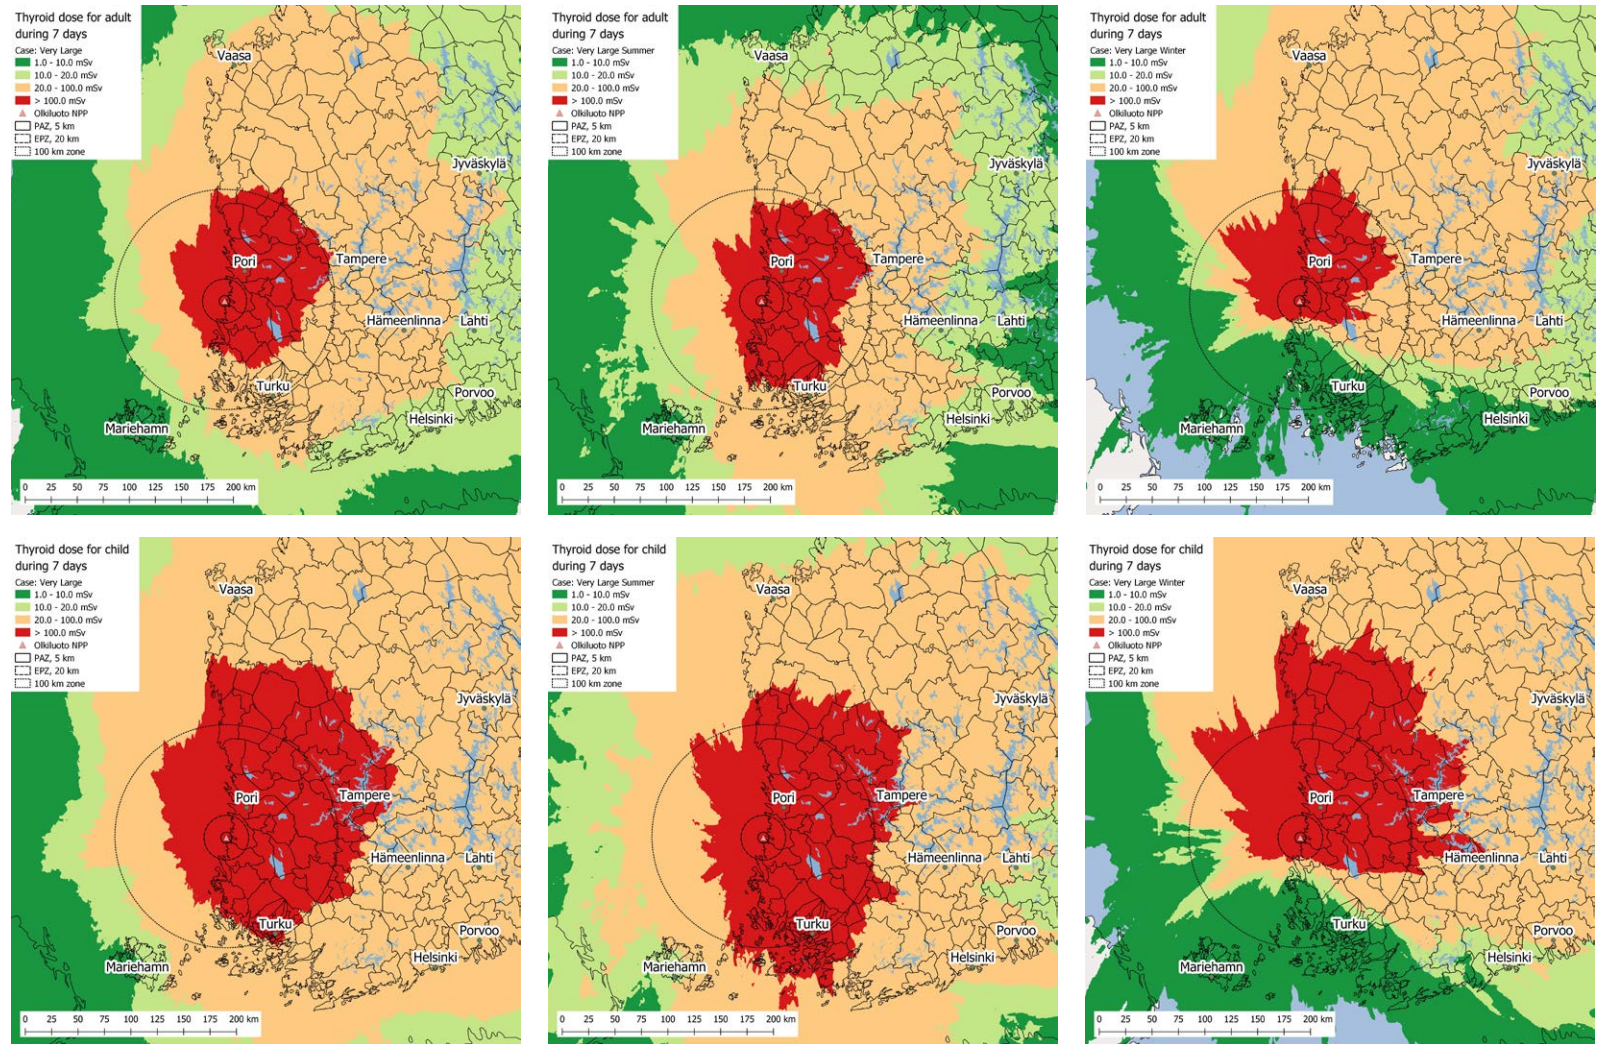 Thyroid dose for adult
during 7 days
Case: Very Large
1.0 - 10.0 mSv
10.0 - 20.0 mSv
20.0 - 100.0 mSv
> 100.0 mSv
Olkiluoto NPP
PAZ, 5 km
EPZ, 20 km
100 km zone
Vaasa
Jyväskylä
Pori
Tampere
Hämeenlinna
Lahti
Turku
Porvoo
Helsinki
Mariehamn
0 25 50 75 100 125 150 175 200 km
Thyroid dose for adult
during 7 days
Case: Very Large Summer
1.0 - 10.0 mSv
10.0 - 20.0 mSv
20.0 - 100.0 mSv
> 100.0 mSv
Olkiluoto NPP
PAZ, 5 km
EPZ, 20 km
100 km zone
Vaasa
Jyväskylä
Pori
Tampere
Hämeenlinna
Lahti
Turku
Porvoo
Helsinki
Mariehamn
0 25 50 75 100 125 150 175 200 km
Thyroid dose for adult
during 7 days
Case: Very Large Winter
1.0 - 10.0 mSv
10.0 - 20.0 mSv
20.0 - 100.0 mSv
> 100.0 mSv
Olkiluoto NPP
PAZ, 5 km
EPZ, 20 km
100 km zone
Vaasa
Jyväskylä
Pori
Tampere
Hämeenlinna
Lahti
Turku
Porvoo
Helsinki
Mariehamn
0 25 50 75 100 125 150 175 200 km
Thyroid dose for child
during 7 days
Case: Very Large
1.0 - 10.0 mSv
10.0 - 20.0 mSv
20.0 - 100.0 mSv
> 100.0 mSv
Olkiluoto NPP
PAZ, 5 km
EPZ, 20 km
100 km zone
Vaasa
Jyväskylä
Pori
Tampere
Hämeenlinna
Lahti
Turku
Porvoo
Helsinki
Mariehamn
0 25 50 75 100 125 150 175 200 km
Thyroid dose for child
during 7 days
Case: Very Large Summer
1.0 - 10.0 mSv
10.0 - 20.0 mSv
20.0 - 100.0 mSv
> 100.0 mSv
Olkiluoto NPP
PAZ, 5 km
EPZ, 20 km
100 km zone
Vaasa
Jyväskylä
Pori
Tampere
Hämeenlinna
Lahti
Turku
Porvoo
Helsinki
Mariehamn
0 25 50 75 100 125 150 175 200 km
Thyroid dose for child
during 7 days
Case: Very Large Winter
1.0 - 10.0 mSv
10.0 - 20.0 mSv
20.0 - 100.0 mSv
> 100.0 mSv
Olkiluoto NPP
PAZ, 5 km
EPZ, 20 km
100 km zone
Vaasa
Jyväskylä
Pori
Tampere
Hämeenlinna
Lahti
Turku
Porvoo
Helsinki
Mariehamn
0 25 50 75 100 125 150 175 200 km